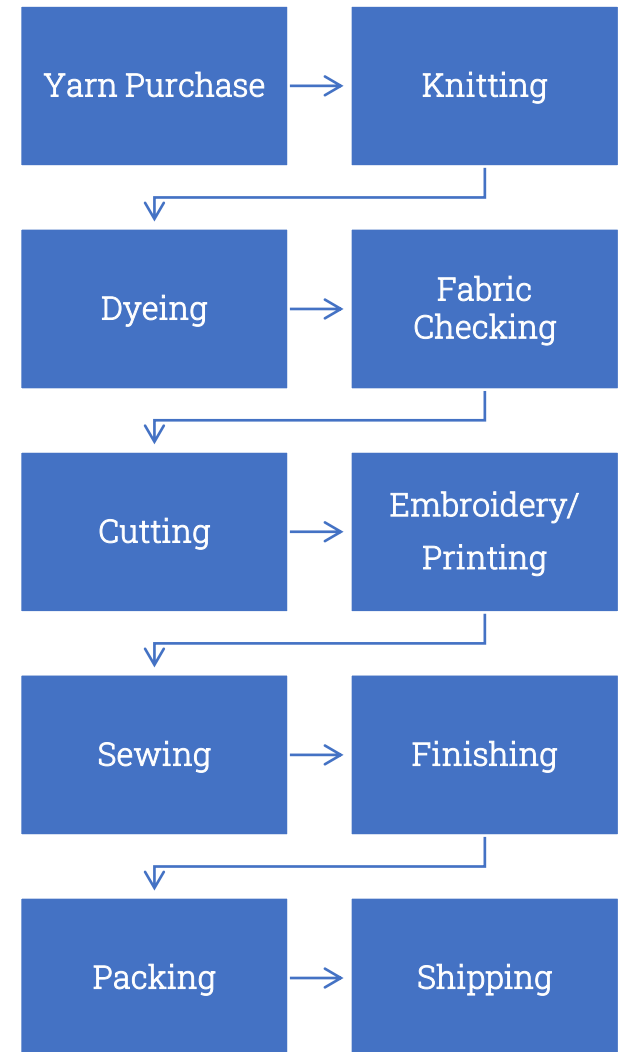 Yarn Purchase
Knitting
Dyeing
Fabric
Checking
Cutting
Embroidery/
Printing
Sewing
Finishing
Packing
Shipping